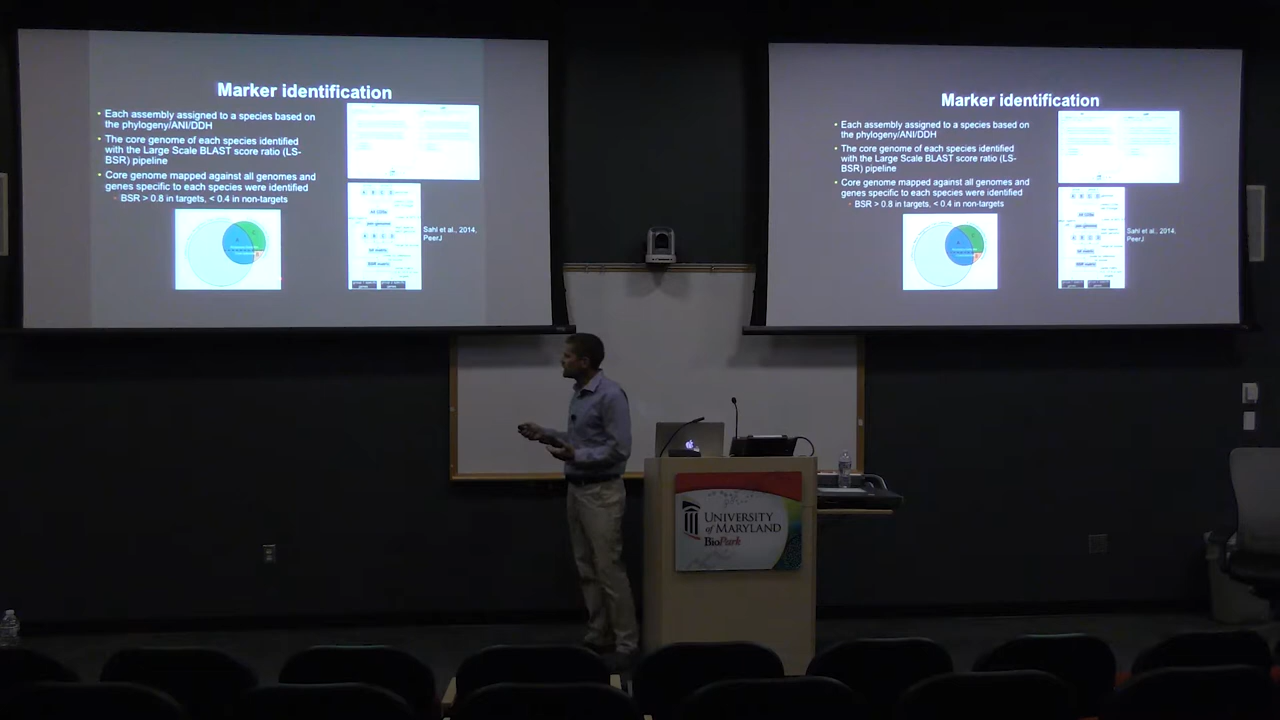 Marker identification
• Each assembly assigned to a species based on
the phylogeny/ANI/DDH
• The core genome of each species identified
with the Large Scale BLAST score ratio (LS-
BSR) pipeline
• Core genome mapped against all genomes and
genes specific to each species were identified
• BSR > 0.8 in targets, < 0.4 in non-targets
Sahl et al., 2014,
PeerJ
Marker identification
• Each assembly assigned to a species based on
the phylogeny/ANI/DDH
• The core genome of each species identified
with the Large Scale BLAST score ratio (LS-
BSR) pipeline
• Core genome mapped against all genomes and
genes specific to each species were identified
• BSR > 0.8 in targets, < 0.4 in non-targets
Sahl et al., 2014,
PeerJ
UNIVERSITY
of MARYLAND
BioPark